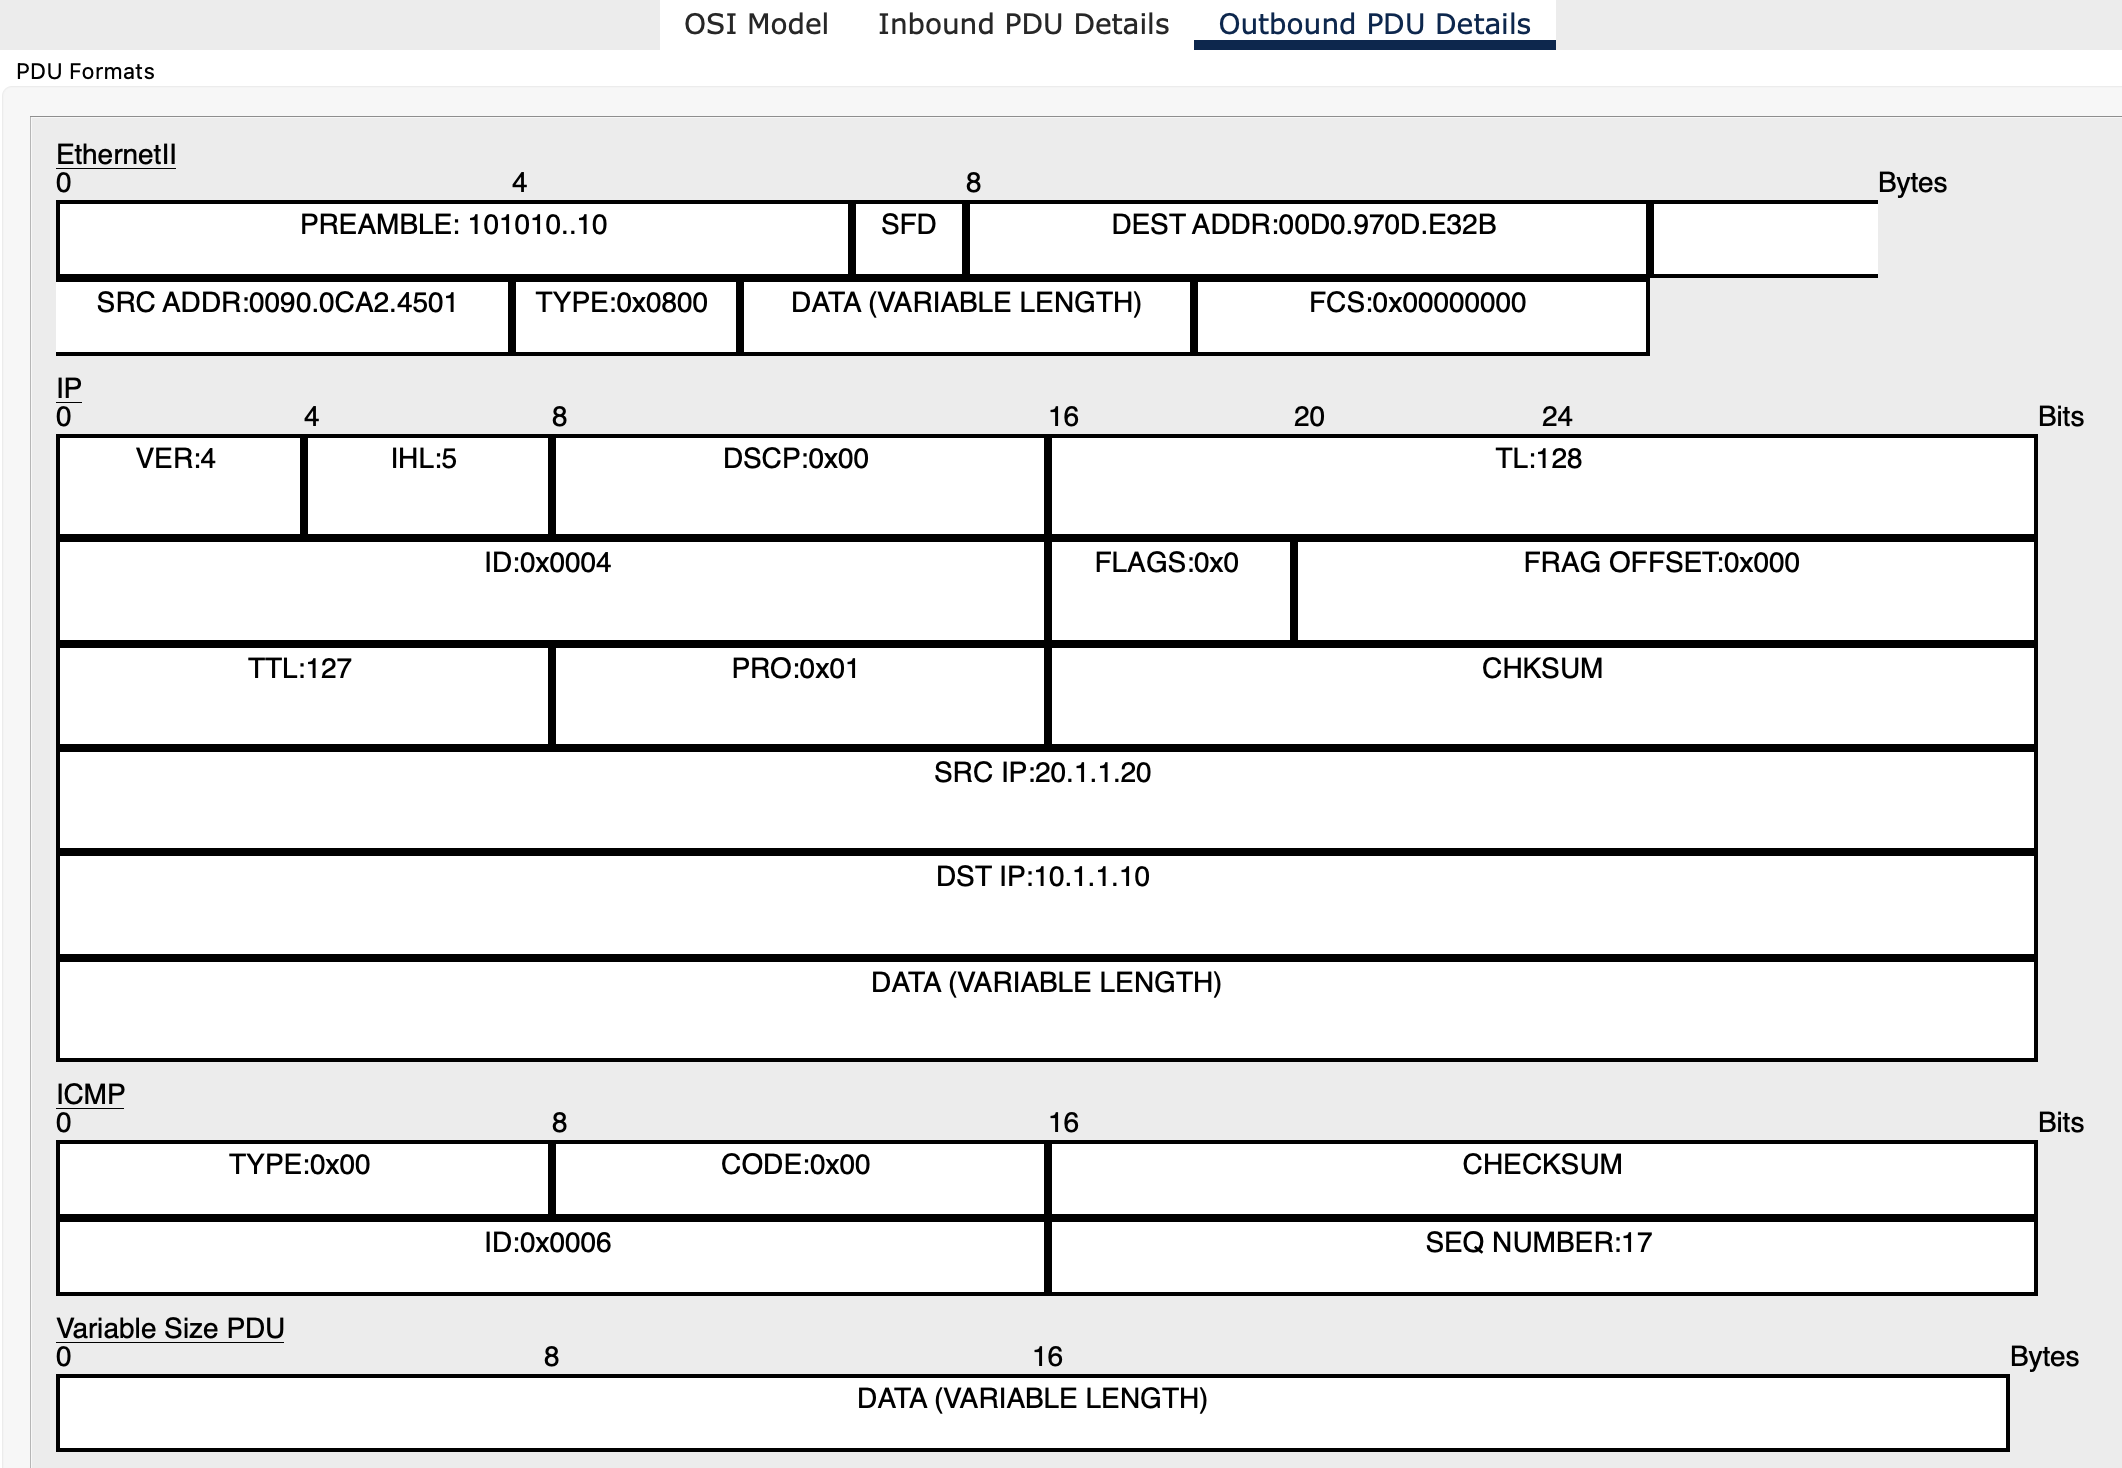 OSI Model Inbound PDU Details Outbound PDU Details
PDU Formats
EthernetII
0 4 8 Bytes
PREAMBLE: 101010..10 SFD DEST ADDR:00D0.970D.E32B
SRC ADDR:0090.0CA2.4501 TYPE:0x0800 DATA (VARIABLE LENGTH) FCS:0x00000000
IP
0 4 8 16 20 24 Bits
VER:4 IHL:5 DSCP:0x00 TL:128
ID:0x0004 FLAGS:0x0 FRAG OFFSET:0x000
TTL:127 PRO:0x01 CHKSUM
SRC IP:20.1.1.20
DST IP:10.1.1.10
DATA (VARIABLE LENGTH)
ICMP
0 8 16 Bits
TYPE:0x00 CODE:0x00 CHECKSUM
ID:0x0006 SEQ NUMBER:17
Variable Size PDU
0 8 16 Bytes
DATA (VARIABLE LENGTH)